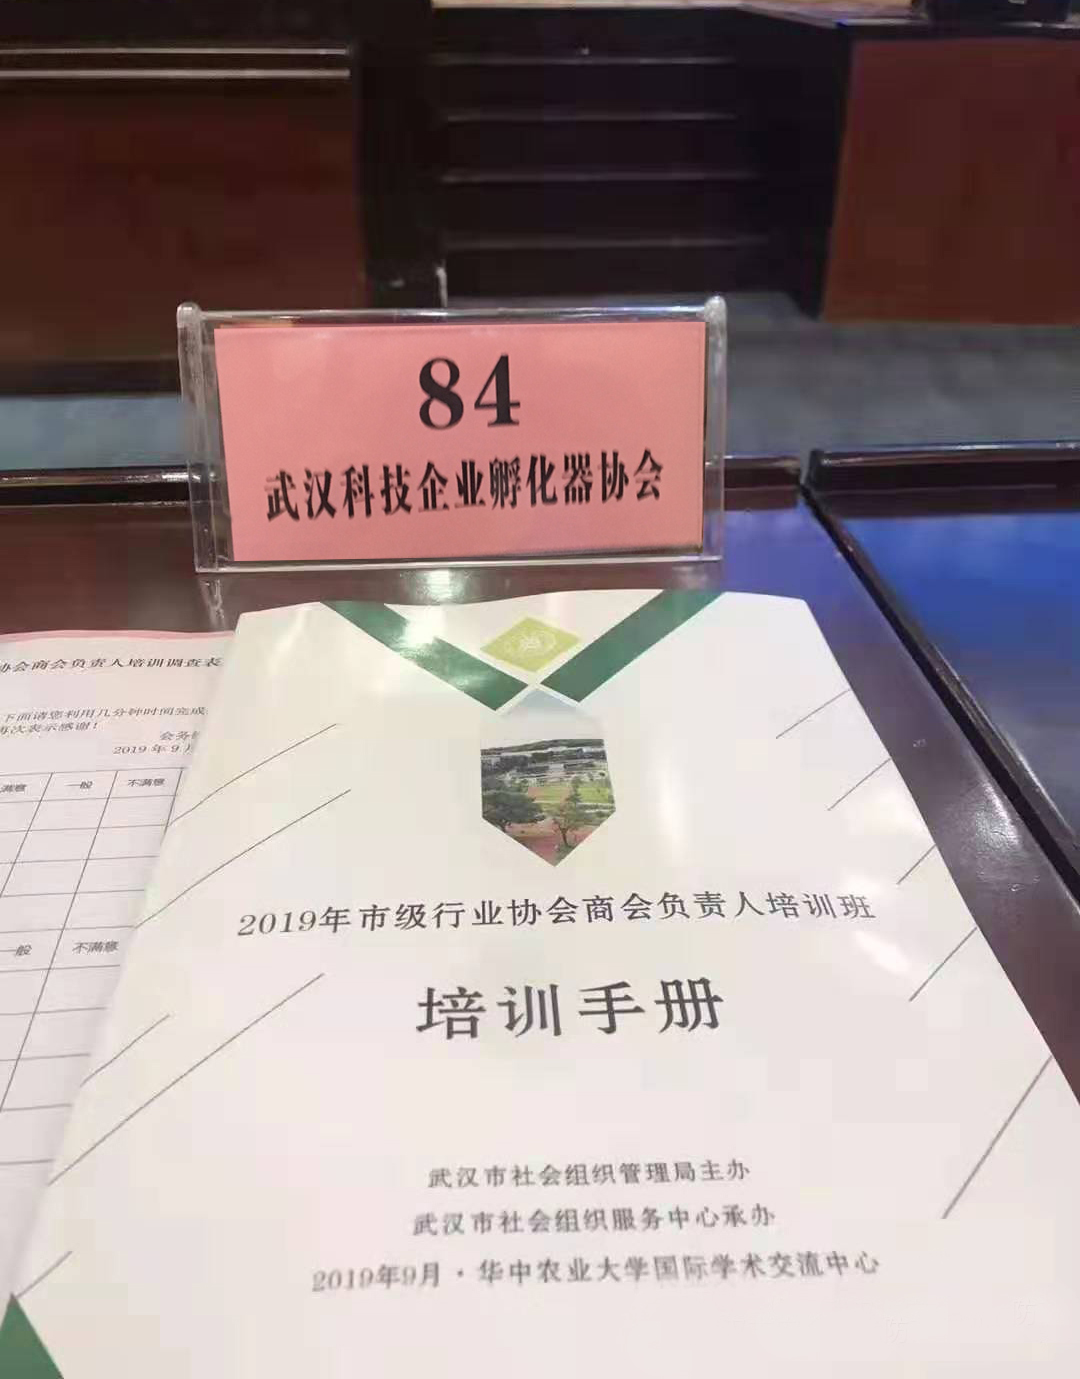 84
武汉科技企业孵化器协会
协会商会负责人培训调查表
下面请您利用几分钟时间完成
再次表示感谢！
会务
2019年9月
满意 一般 不满意
一般 不满意
2019年市级行业协会商会负责人培训班
培训手册
武汉市社会组织管理局主办
武汉市社会组织服务中心承办
2019年9月·华中农业大学国际学术交流中心